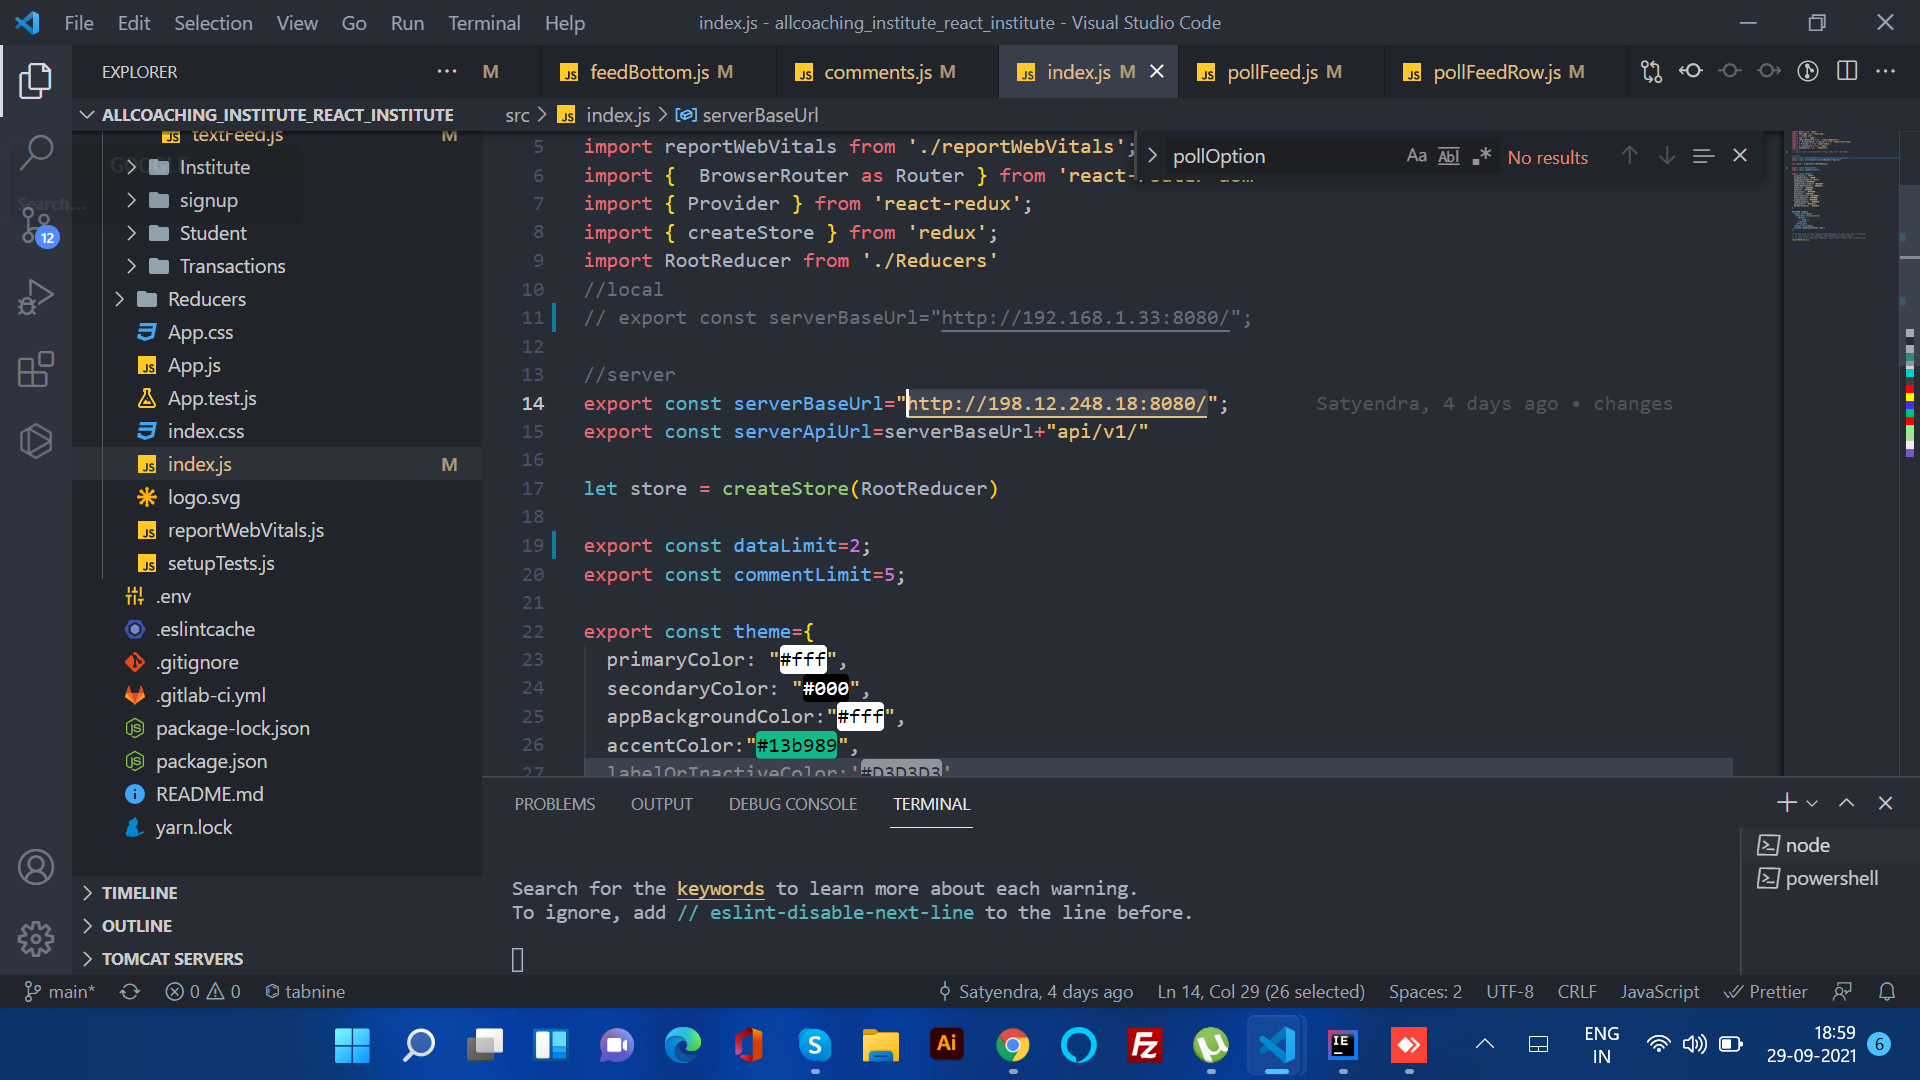 File Edit Selection View Go Run Terminal Help
index.js - allcoaching_institute_react_institute - Visual Studio Code
EXPLORER
M
feedBottom.js M
comments.js M
index.js M
pollFeed.js M
pollFeedRow.js M
ALLCOACHING_INSTITUTE_REACT_INSTITUTE
src > index.js > serverBaseUrl
textFeed.js M
Institute
signup
Student
Transactions
Reducers
App.css
App.js
App.test.js
index.css
index.js M
logo.svg
reportWebVitals.js
setupTests.js
.env
.eslintcache
.gitignore
.gitlab-ci.yml
package-lock.json
package.json
README.md
yarn.lock
TIMELINE
OUTLINE
TOMCAT SERVERS
Search...
12
pollOption
Aa Abl .* No results
5 import reportWebVitals from './reportWebVitals';
6 import {  BrowserRouter as Router } from 'react-router-dom
7 import { Provider } from 'react-redux';
8 import { createStore } from 'redux';
9 import RootReducer from './Reducers'
10 //local
11 // export const serverBaseUrl="http://192.168.1.33:8080/";
12
13 //server
14 export const serverBaseUrl="http://198.12.248.18:8080/"; Satyendra, 4 days ago • changes
15 export const serverApiUrl=serverBaseUrl+"api/v1/"
16
17 let store = createStore(RootReducer)
18
19 export const dataLimit=2;
20 export const commentLimit=5;
21
22 export const theme={
23 primaryColor: "#fff",
24 secondaryColor: "#000",
25 appBackgroundColor:"#fff",
26 accentColor:"#13b989",
27 labelOrInactiveColor:'#D3D3D3'
PROBLEMS OUTPUT DEBUG CONSOLE TERMINAL
Search for the keywords to learn more about each warning.
To ignore, add // eslint-disable-next-line to the line before.
node
powershell
main* 0 0 tabnine
Satyendra, 4 days ago Ln 14, Col 29 (26 selected) Spaces: 2 UTF-8 CRLF JavaScript Prettier
Ai
ENG
IN
18:59
29-09-2021
6